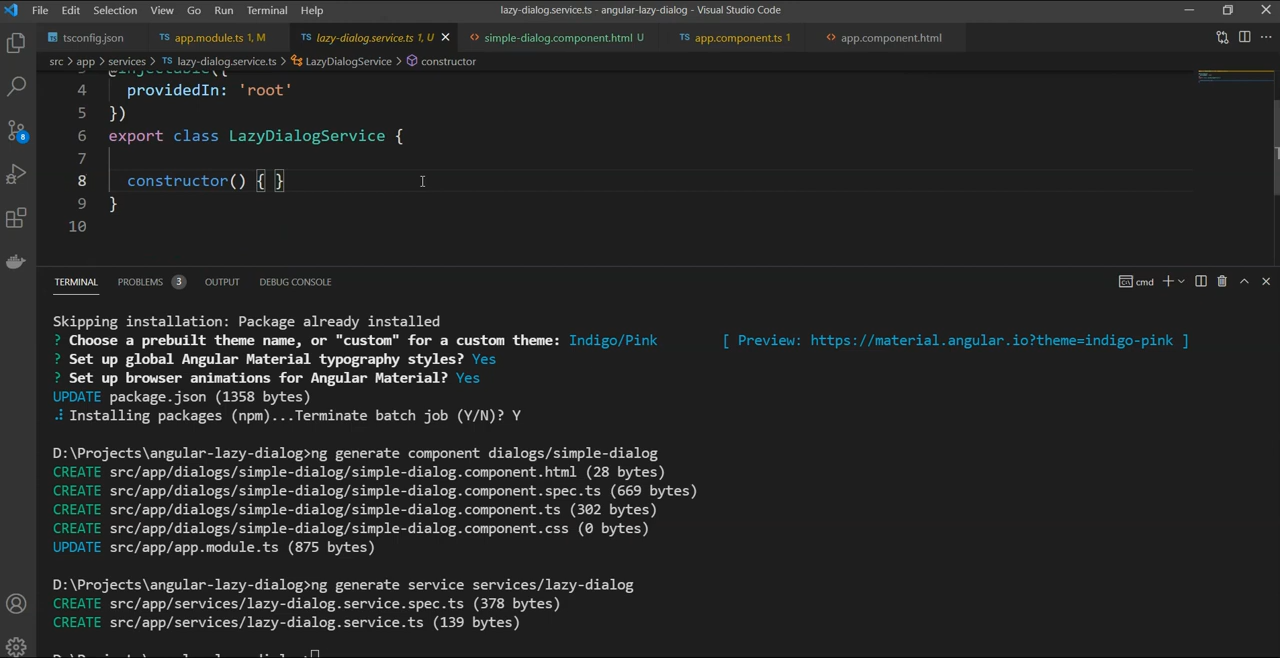 File Edit Selection View Go Run Terminal Help lazy-dialog.service.ts - angular-lazy-dialog - Visual Studio Code
tsconfig.json TS app.module.ts 1, M TS lazy-dialog.service.ts 1, U simple-dialog.component.html U TS app.component.ts 1 app.component.html
src > app > services > TS lazy-dialog.service.ts > LazyDialogService > constructor
3 @Injectable({
4 providedIn: 'root'
5 })
6 export class LazyDialogService {
7
8 constructor() { }
9 }
10
TERMINAL PROBLEMS 3 OUTPUT DEBUG CONSOLE cmd
Skipping installation: Package already installed
? Choose a prebuilt theme name, or "custom" for a custom theme: Indigo/Pink [ Preview: https://material.angular.io?theme=indigo-pink ]
? Set up global Angular Material typography styles? Yes
? Set up browser animations for Angular Material? Yes
UPDATE package.json (1358 bytes)
⠼ Installing packages (npm)...Terminate batch job (Y/N)? Y
D:\Projects\angular-lazy-dialog>ng generate component dialogs/simple-dialog
CREATE src/app/dialogs/simple-dialog/simple-dialog.component.html (28 bytes)
CREATE src/app/dialogs/simple-dialog/simple-dialog.component.spec.ts (669 bytes)
CREATE src/app/dialogs/simple-dialog/simple-dialog.component.ts (302 bytes)
CREATE src/app/dialogs/simple-dialog/simple-dialog.component.css (0 bytes)
UPDATE src/app/app.module.ts (875 bytes)
D:\Projects\angular-lazy-dialog>ng generate service services/lazy-dialog
CREATE src/app/services/lazy-dialog.service.spec.ts (378 bytes)
CREATE src/app/services/lazy-dialog.service.ts (139 bytes)
D:\Projects\angular-lazy-dialog>
8